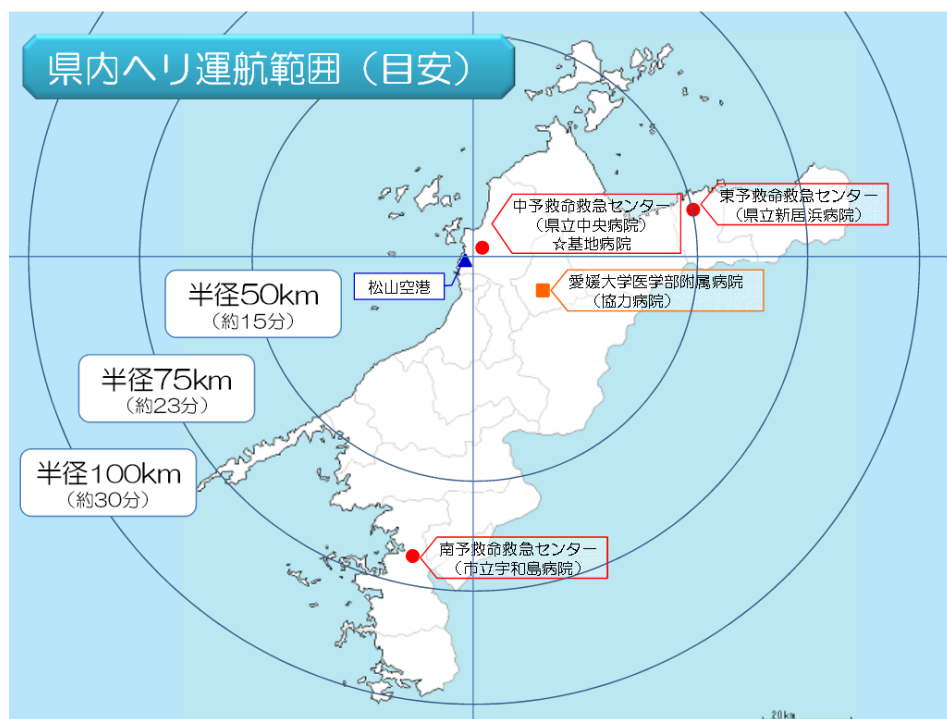 県内ヘリ運航範囲（目安）
中予救命救急センター
（県立中央病院）
☆基地病院
東予救命救急センター
（県立新居浜病院）
松山空港
愛媛大学医学部附属病院
（協力病院）
半径50km
（約15分）
半径75km
（約23分）
半径100km
（約30分）
南予救命救急センター
（市立宇和島病院）
20km